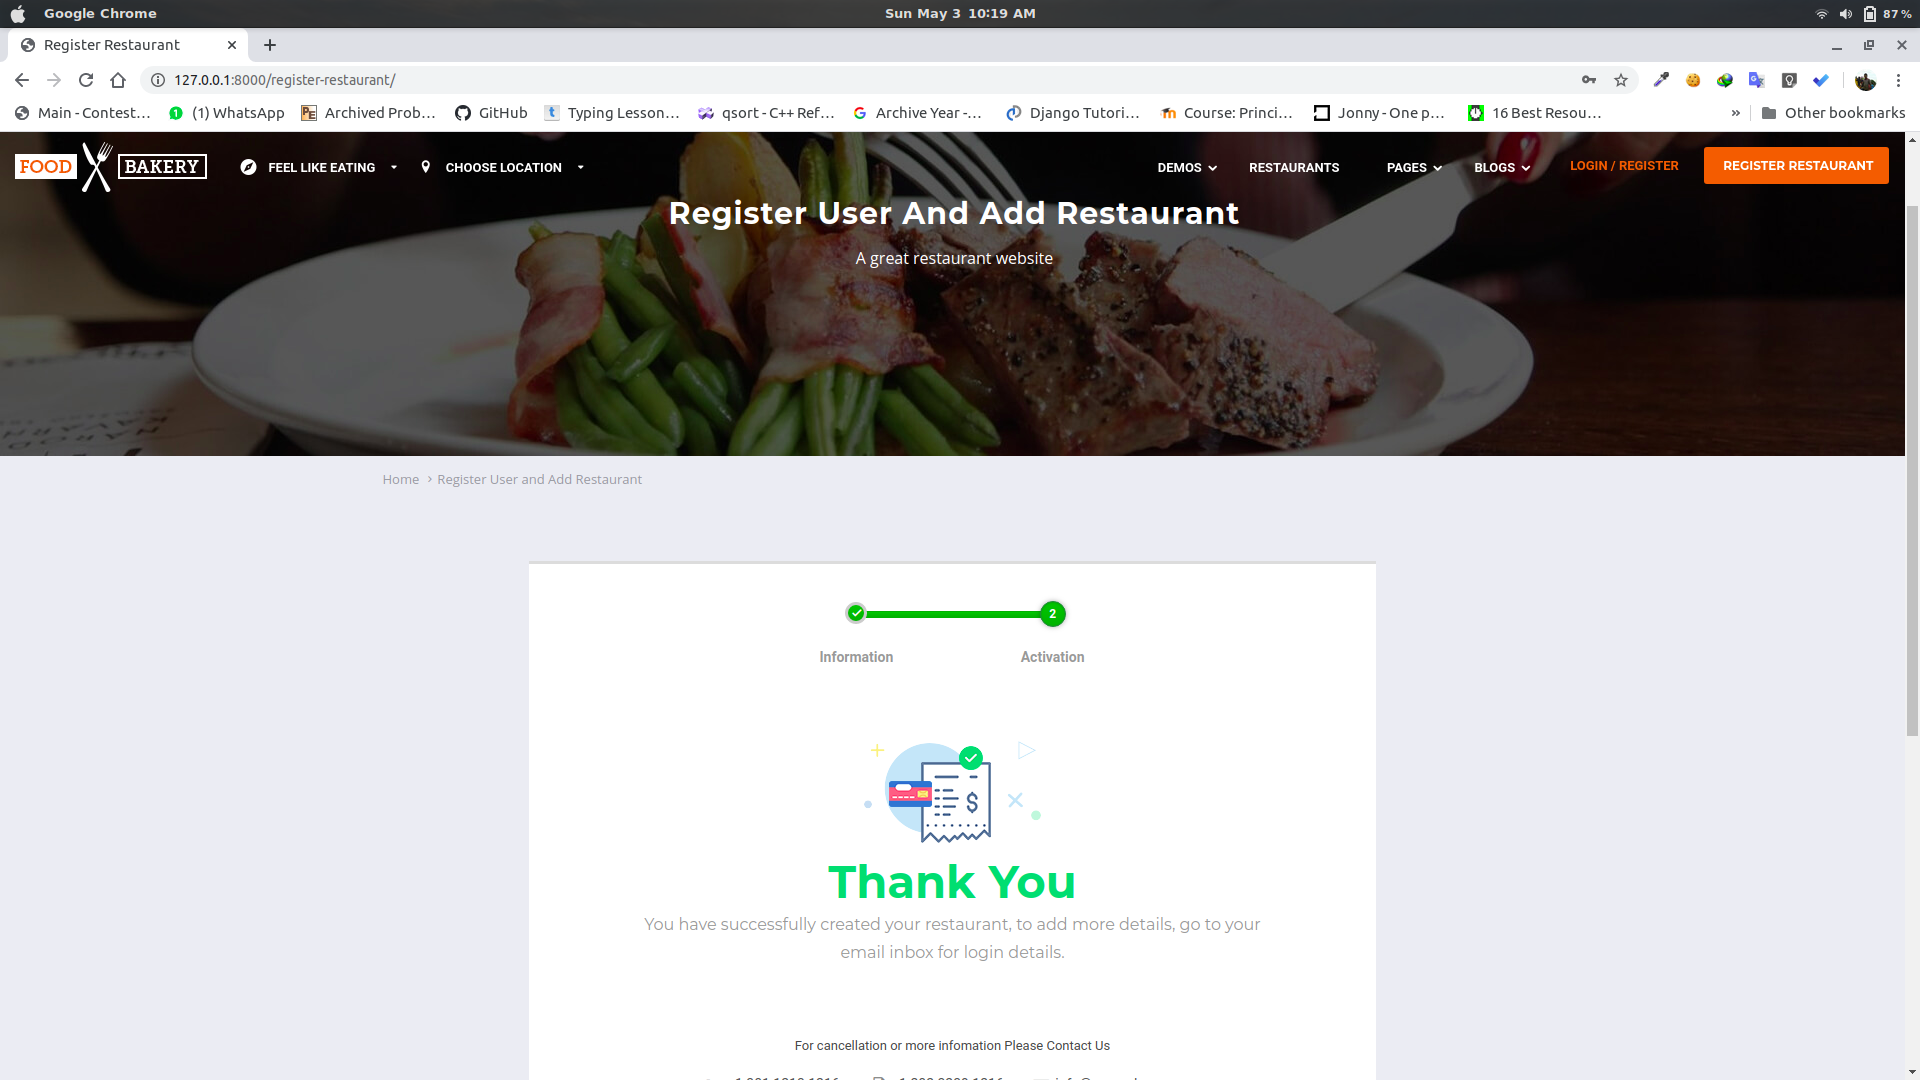 Google Chrome
Sun May 3 10:19 AM
87 %
Register Restaurant
127.0.0.1:8000/register-restaurant/
Main - Contest…
(1) WhatsApp
Archived Prob…
GitHub
Typing Lesson…
qsort - C++ Ref…
Archive Year -…
Django Tutori…
Course: Princi…
Jonny - One p…
16 Best Resou…
»
Other bookmarks
FOOD BAKERY
FEEL LIKE EATING
CHOOSE LOCATION
DEMOS
RESTAURANTS
PAGES
BLOGS
LOGIN / REGISTER
REGISTER RESTAURANT
Register User And Add Restaurant
A great restaurant website
Home › Register User and Add Restaurant
2
Information
Activation
$
Thank You
You have successfully created your restaurant, to add more details, go to your
email inbox for login details.
For cancellation or more infomation Please Contact Us